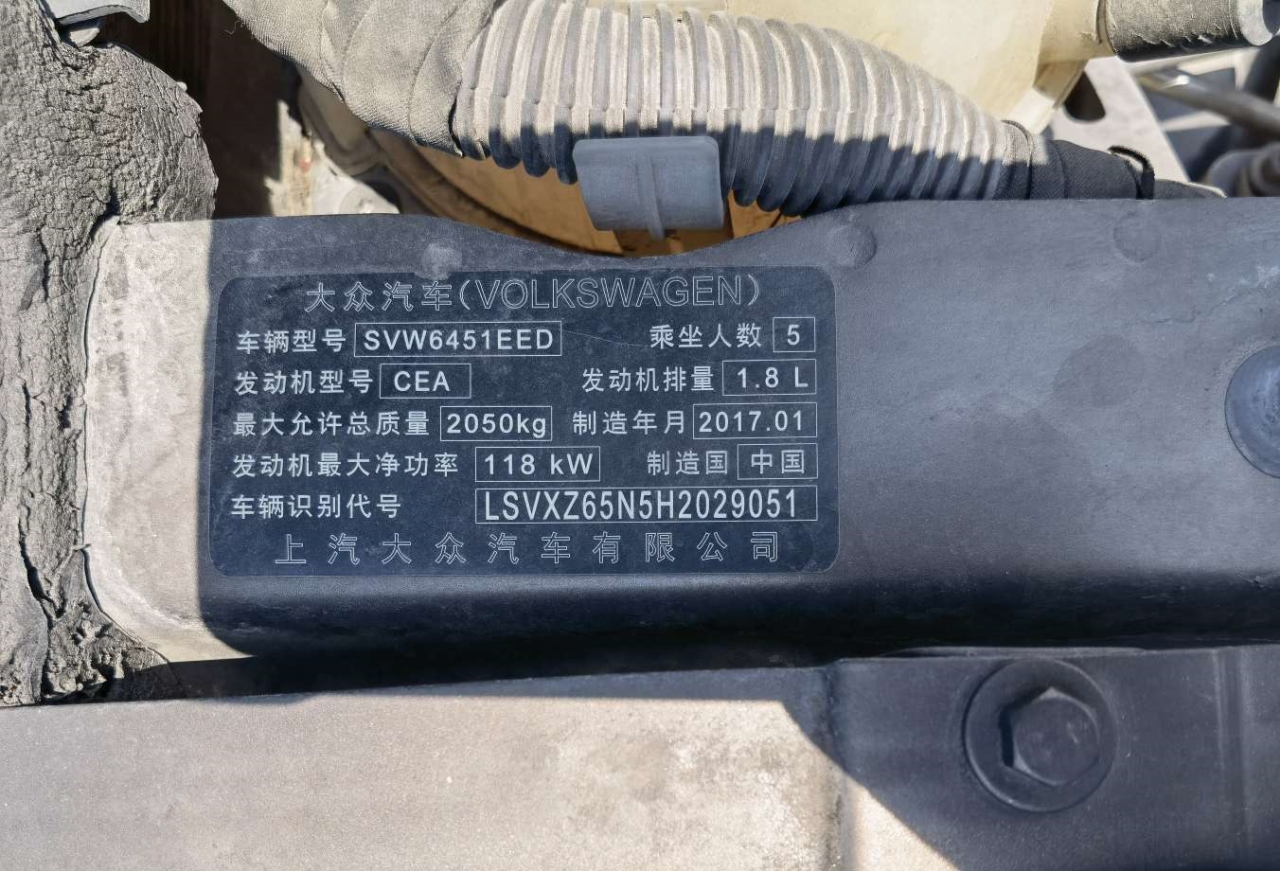 大众汽车(VOLKSWAGEN)
车辆型号 SVW6451EED 乘坐人数 5
发动机型号 CEA 发动机排量 1.8 L
最大允许总质量 2050kg 制造年月 2017.01
发动机最大净功率 118 kW 制造国 中国
车辆识别代号 LSVXZ65N5H2029051
上汽大众汽车有限公司